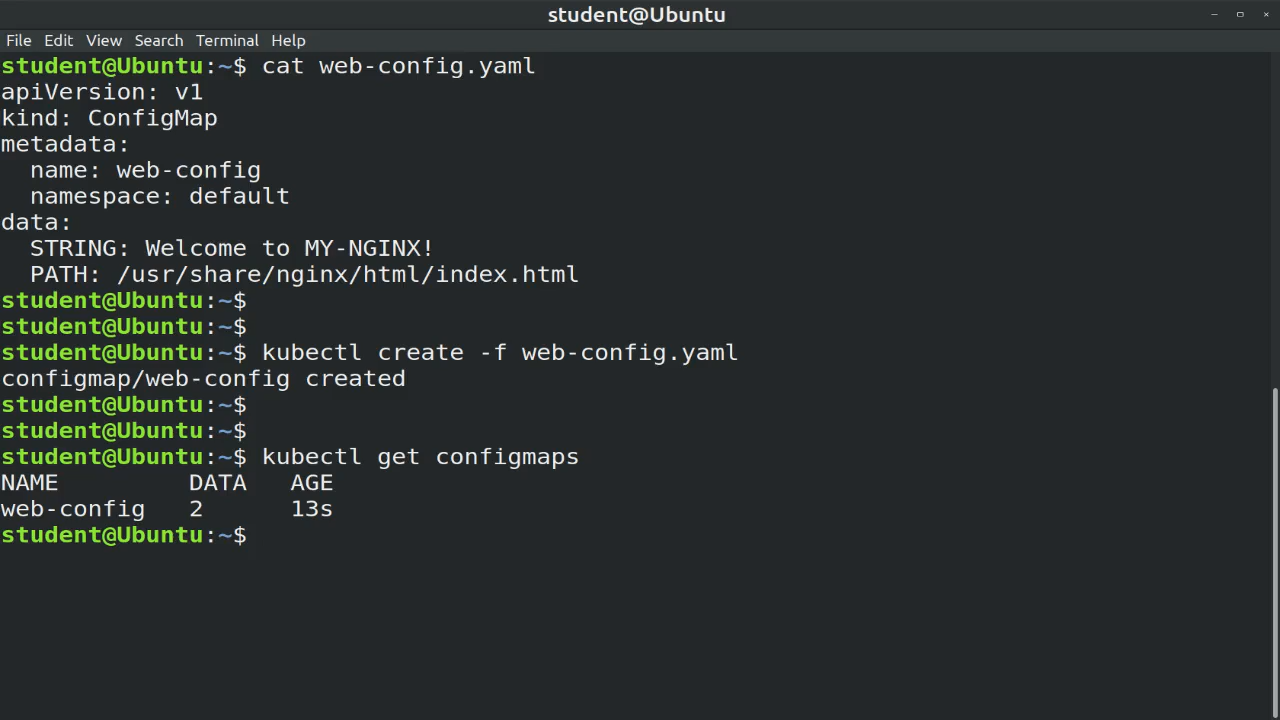 student@Ubuntu
File Edit View Search Terminal Help
student@Ubuntu:~$ cat web-config.yaml
apiVersion: v1
kind: ConfigMap
metadata:
  name: web-config
  namespace: default
data:
  STRING: Welcome to MY-NGINX!
  PATH: /usr/share/nginx/html/index.html
student@Ubuntu:~$
student@Ubuntu:~$
student@Ubuntu:~$ kubectl create -f web-config.yaml
configmap/web-config created
student@Ubuntu:~$
student@Ubuntu:~$
student@Ubuntu:~$ kubectl get configmaps
NAME         DATA   AGE
web-config   2      13s
student@Ubuntu:~$